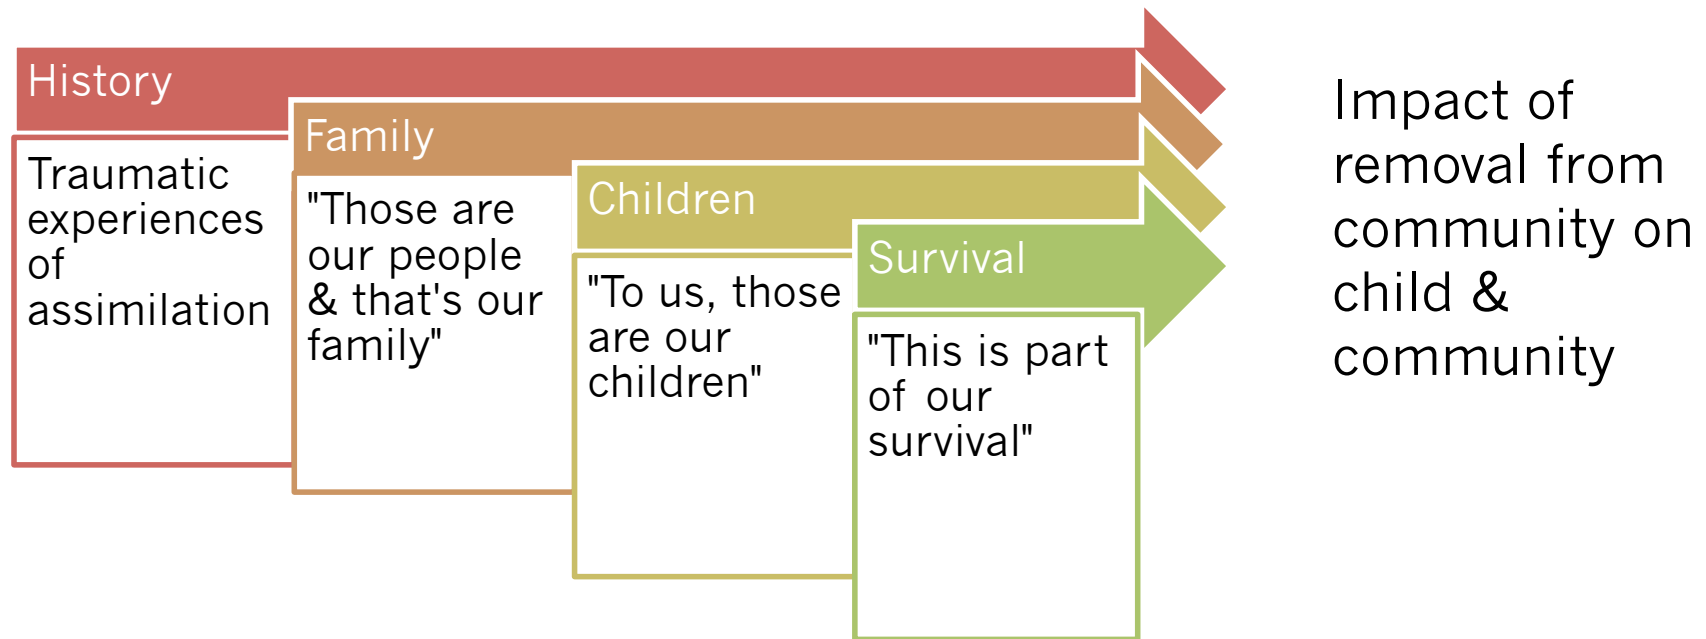 History
Traumatic
experiences
of
assimilation
Family
"Those are
our people
& that's our
family"
Children
"To us, those
are our
children"
Survival
"This is part
of our
survival"
Impact of
removal from
community on
child &
community